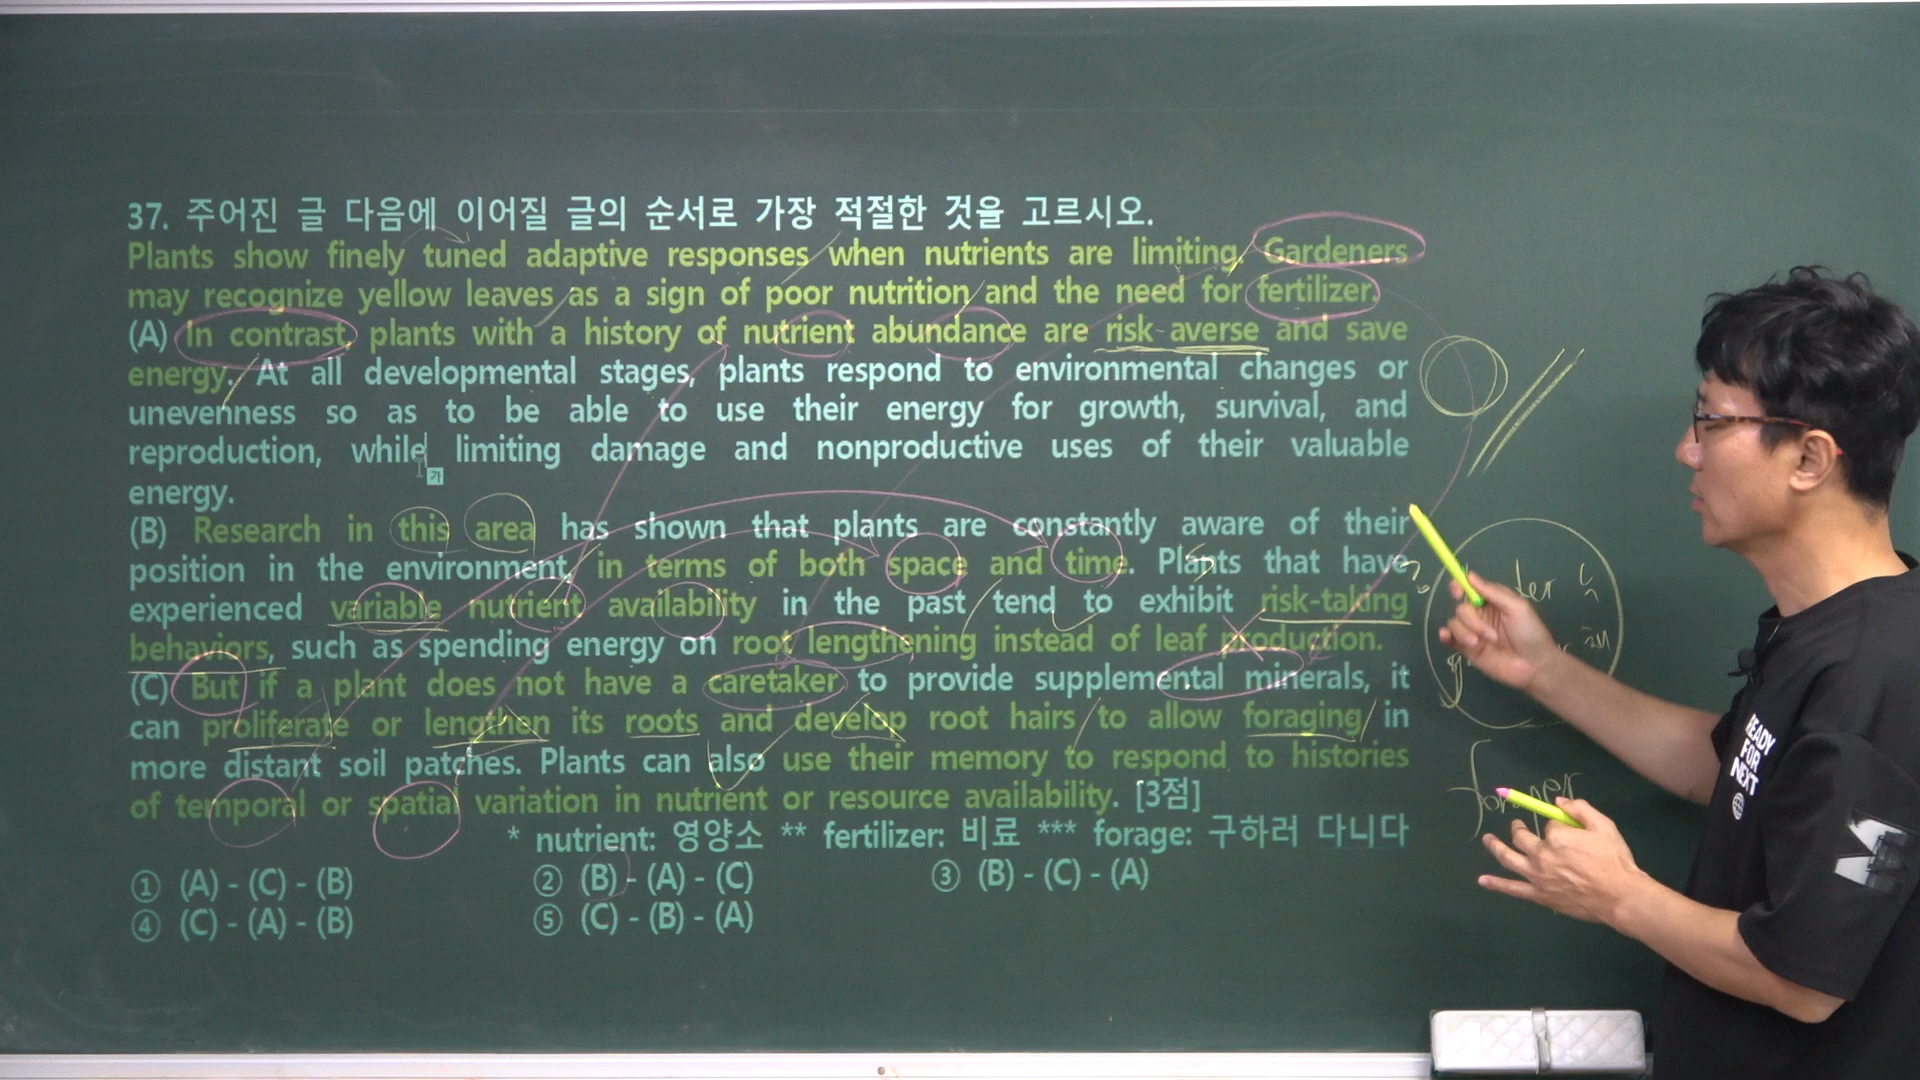 37. 주어진 글 다음에 이어질 글의 순서로 가장 적절한 것을 고르시오.
Plants show finely tuned adaptive responses when nutrients are limiting. Gardeners
may recognize yellow leaves as a sign of poor nutrition and the need for fertilizer.
(A) In contrast, plants with a history of nutrient abundance are risk-averse and save
energy. At all developmental stages, plants respond to environmental changes or
unevenness so as to be able to use their energy for growth, survival, and
reproduction, while limiting damage and nonproductive uses of their valuable
가
energy.
(B) Research in this area has shown that plants are constantly aware of their
position in the environment, in terms of both space and time. Plants that have
experienced variable nutrient availability in the past tend to exhibit risk-taking
behaviors, such as spending energy on root lengthening instead of leaf production.
(C) But if a plant does not have a caretaker to provide supplemental minerals, it
can proliferate or lengthen its roots and develop root hairs to allow foraging in
more distant soil patches. Plants can also use their memory to respond to histories
of temporal or spatial variation in nutrient or resource availability. [3점]
* nutrient: 영양소 ** fertilizer: 비료 *** forage: 구하러 다니다
① (A) - (C) - (B) ② (B) - (A) - (C) ③ (B) - (C) - (A)
④ (C) - (A) - (B) ⑤ (C) - (B) - (A)
READY
FOR
NEXT